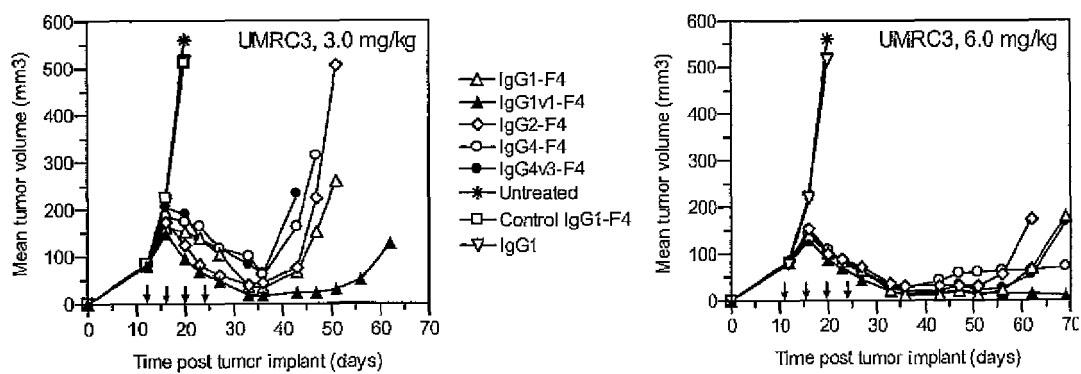 UMRC3, 3.0 mg/kg
Mean tumor volume (mm3)
600
500
400
300
200
100
0
0 10 20 30 40 50 60 70
Time post tumor implant (days)
IgG1-F4
IgG1v1-F4
IgG2-F4
IgG4-F4
IgG4v3-F4
Untreated
Control IgG1-F4
IgG1
UMRC3, 6.0 mg/kg
Mean tumor volume (mm3)
600
500
400
300
200
100
0
0 10 20 30 40 50 60 70
Time post tumor implant (days)